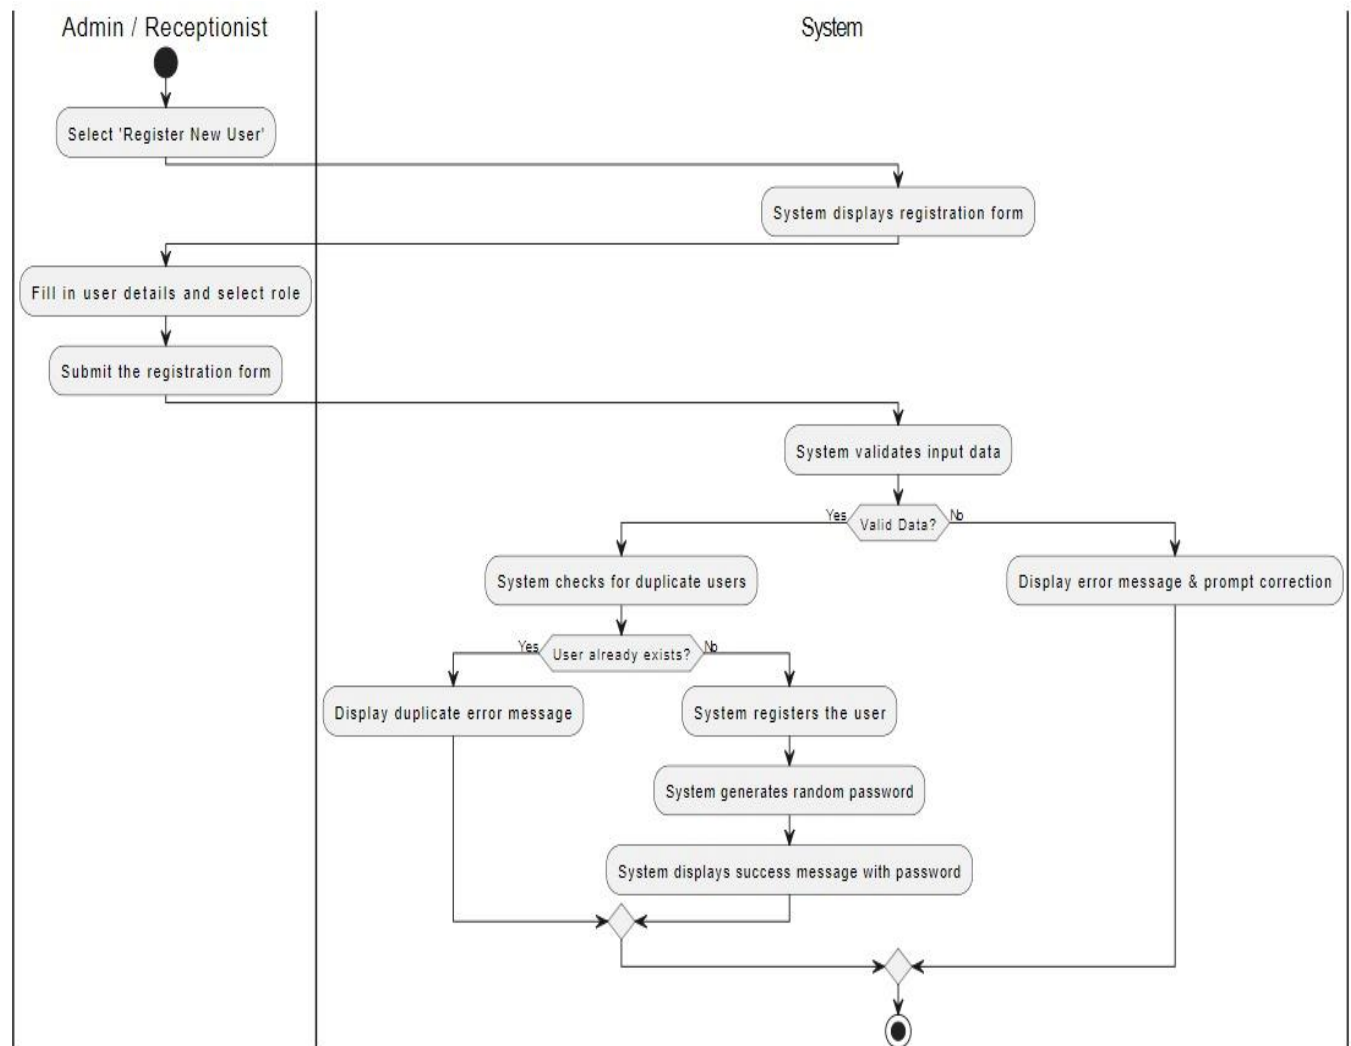 Admin / Receptionist
System
Select 'Register New User'
System displays registration form
Fill in user details and select role
Submit the registration form
System validates input data
Yes
Valid Data?
No
System checks for duplicate users
Display error message & prompt correction
Yes
User already exists?
No
Display duplicate error message
System registers the user
System generates random password
System displays success message with password